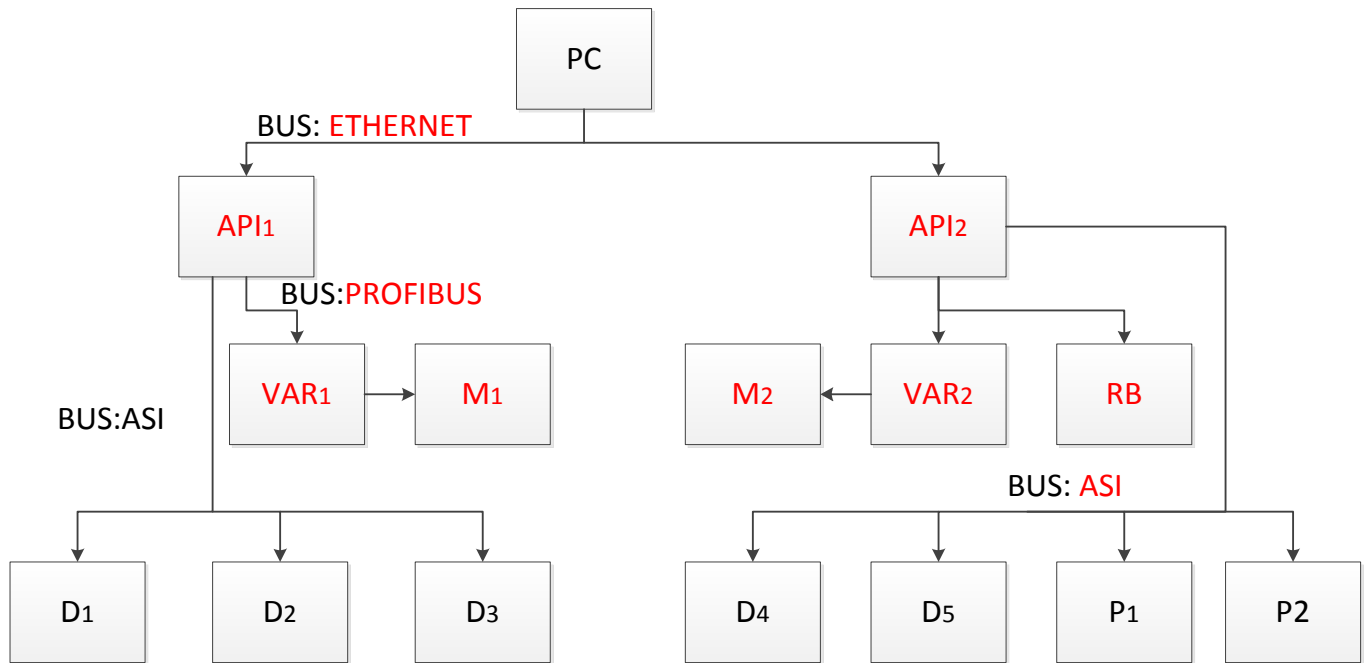 PC
BUS: ETHERNET
API1
API2
BUS:PROFIBUS
VAR1
M1
M2
VAR2
RB
BUS:ASI
BUS: ASI
D1
D2
D3
D4
D5
P1
P2